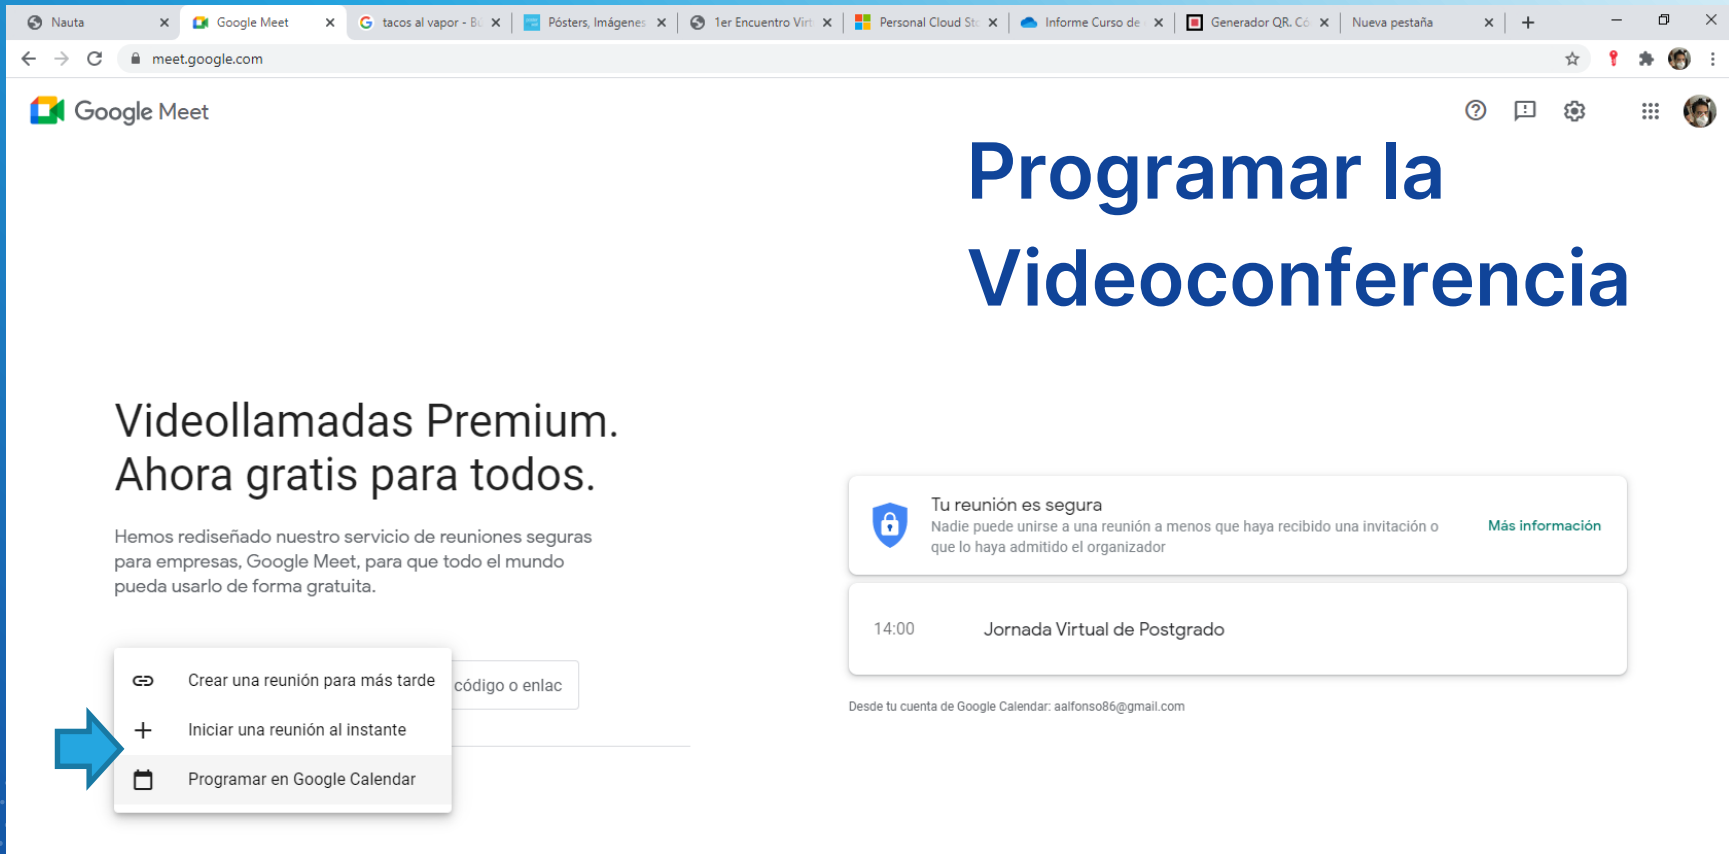 Nauta
Google Meet
tacos al vapor - Bú
Pósters, Imágenes
1er Encuentro Virt
Personal Cloud Sto
Informe Curso de
Generador QR. Có
Nueva pestaña
meet.google.com
Google Meet
Programar la
Videoconferencia
Videollamadas Premium.
Ahora gratis para todos.
Hemos rediseñado nuestro servicio de reuniones seguras
para empresas, Google Meet, para que todo el mundo
pueda usarlo de forma gratuita.
Crear una reunión para más tarde
código o enlac
Iniciar una reunión al instante
Programar en Google Calendar
Tu reunión es segura
Nadie puede unirse a una reunión a menos que haya recibido una invitación o
que lo haya admitido el organizador
Más información
14:00 Jornada Virtual de Postgrado
Desde tu cuenta de Google Calendar: aalfonso86@gmail.com